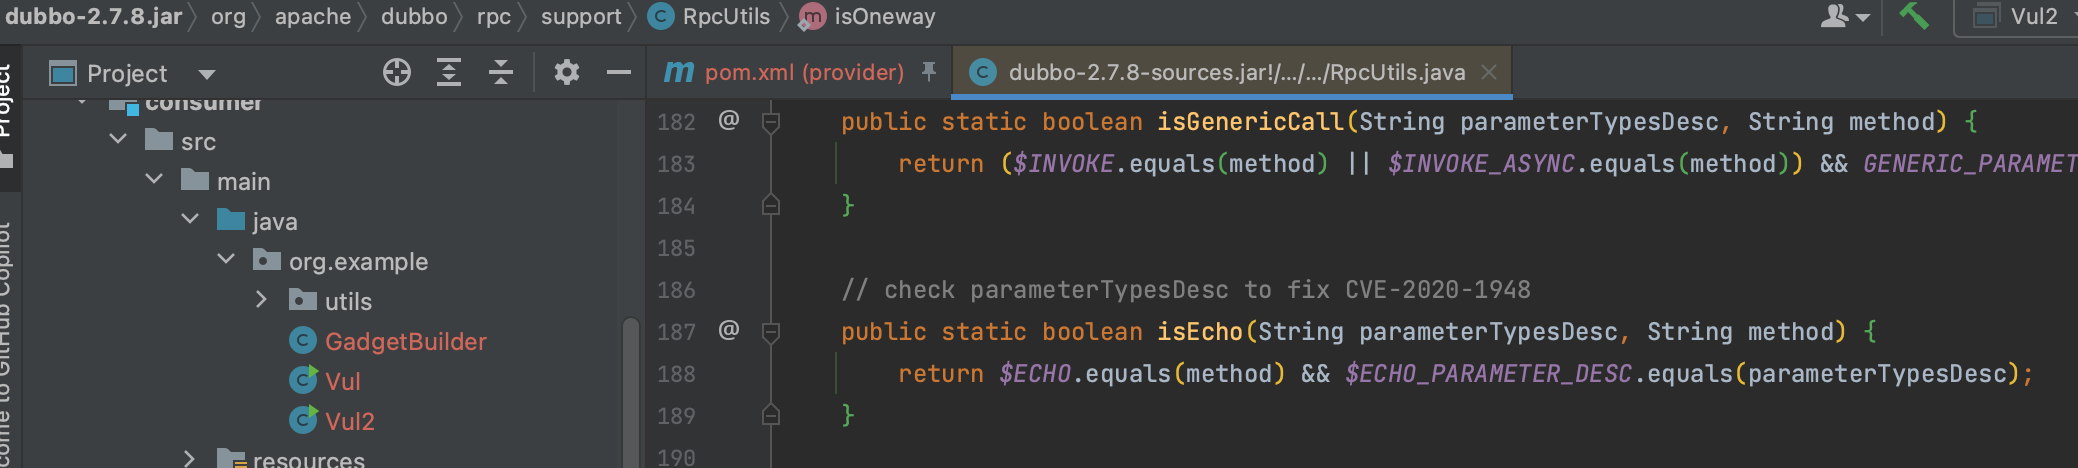 dubbo-2.7.8.jar org apache dubbo rpc support RpcUtils isOneway Vul2
Project
Project
pom.xml (provider)
dubbo-2.7.8-sources.jar!/.../.../RpcUtils.java
consumer
src
main
java
org.example
utils
GadgetBuilder
Vul
Vul2
resources
come to GitHub Copilot
182 @ public static boolean isGenericCall(String parameterTypesDesc, String method) {
183 return ($INVOKE.equals(method) || $INVOKE_ASYNC.equals(method)) && GENERIC_PARAMET
184 }
185
186 // check parameterTypesDesc to fix CVE-2020-1948
187 @ public static boolean isEcho(String parameterTypesDesc, String method) {
188 return $ECHO.equals(method) && $ECHO_PARAMETER_DESC.equals(parameterTypesDesc);
189 }
190